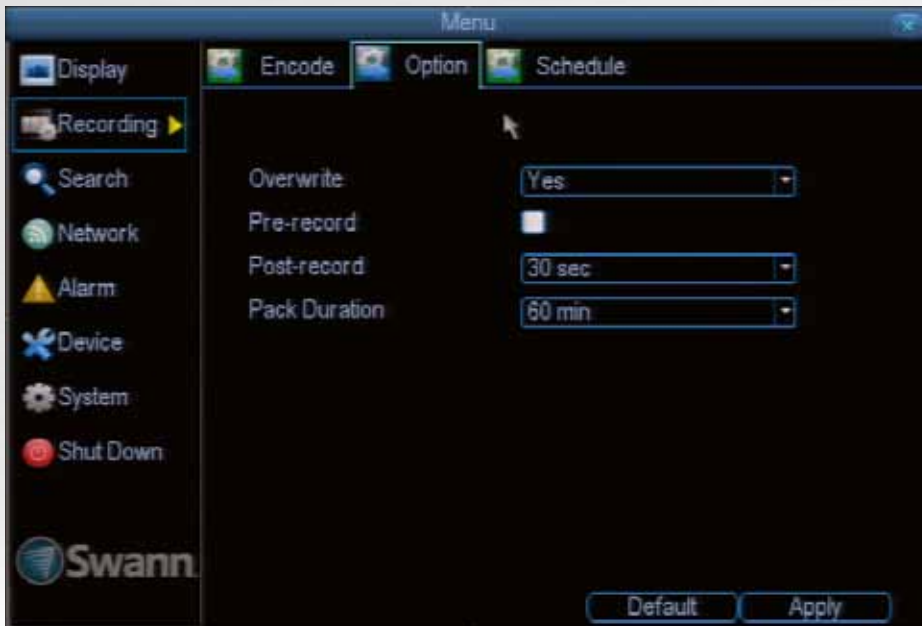 Menu
Display
Recording
Search
Network
Alarm
Device
System
Shut Down
Swann
Encode Option Schedule
Overwrite Yes
Pre-record
Post-record 30 sec
Pack Duration 60 min
Default Apply